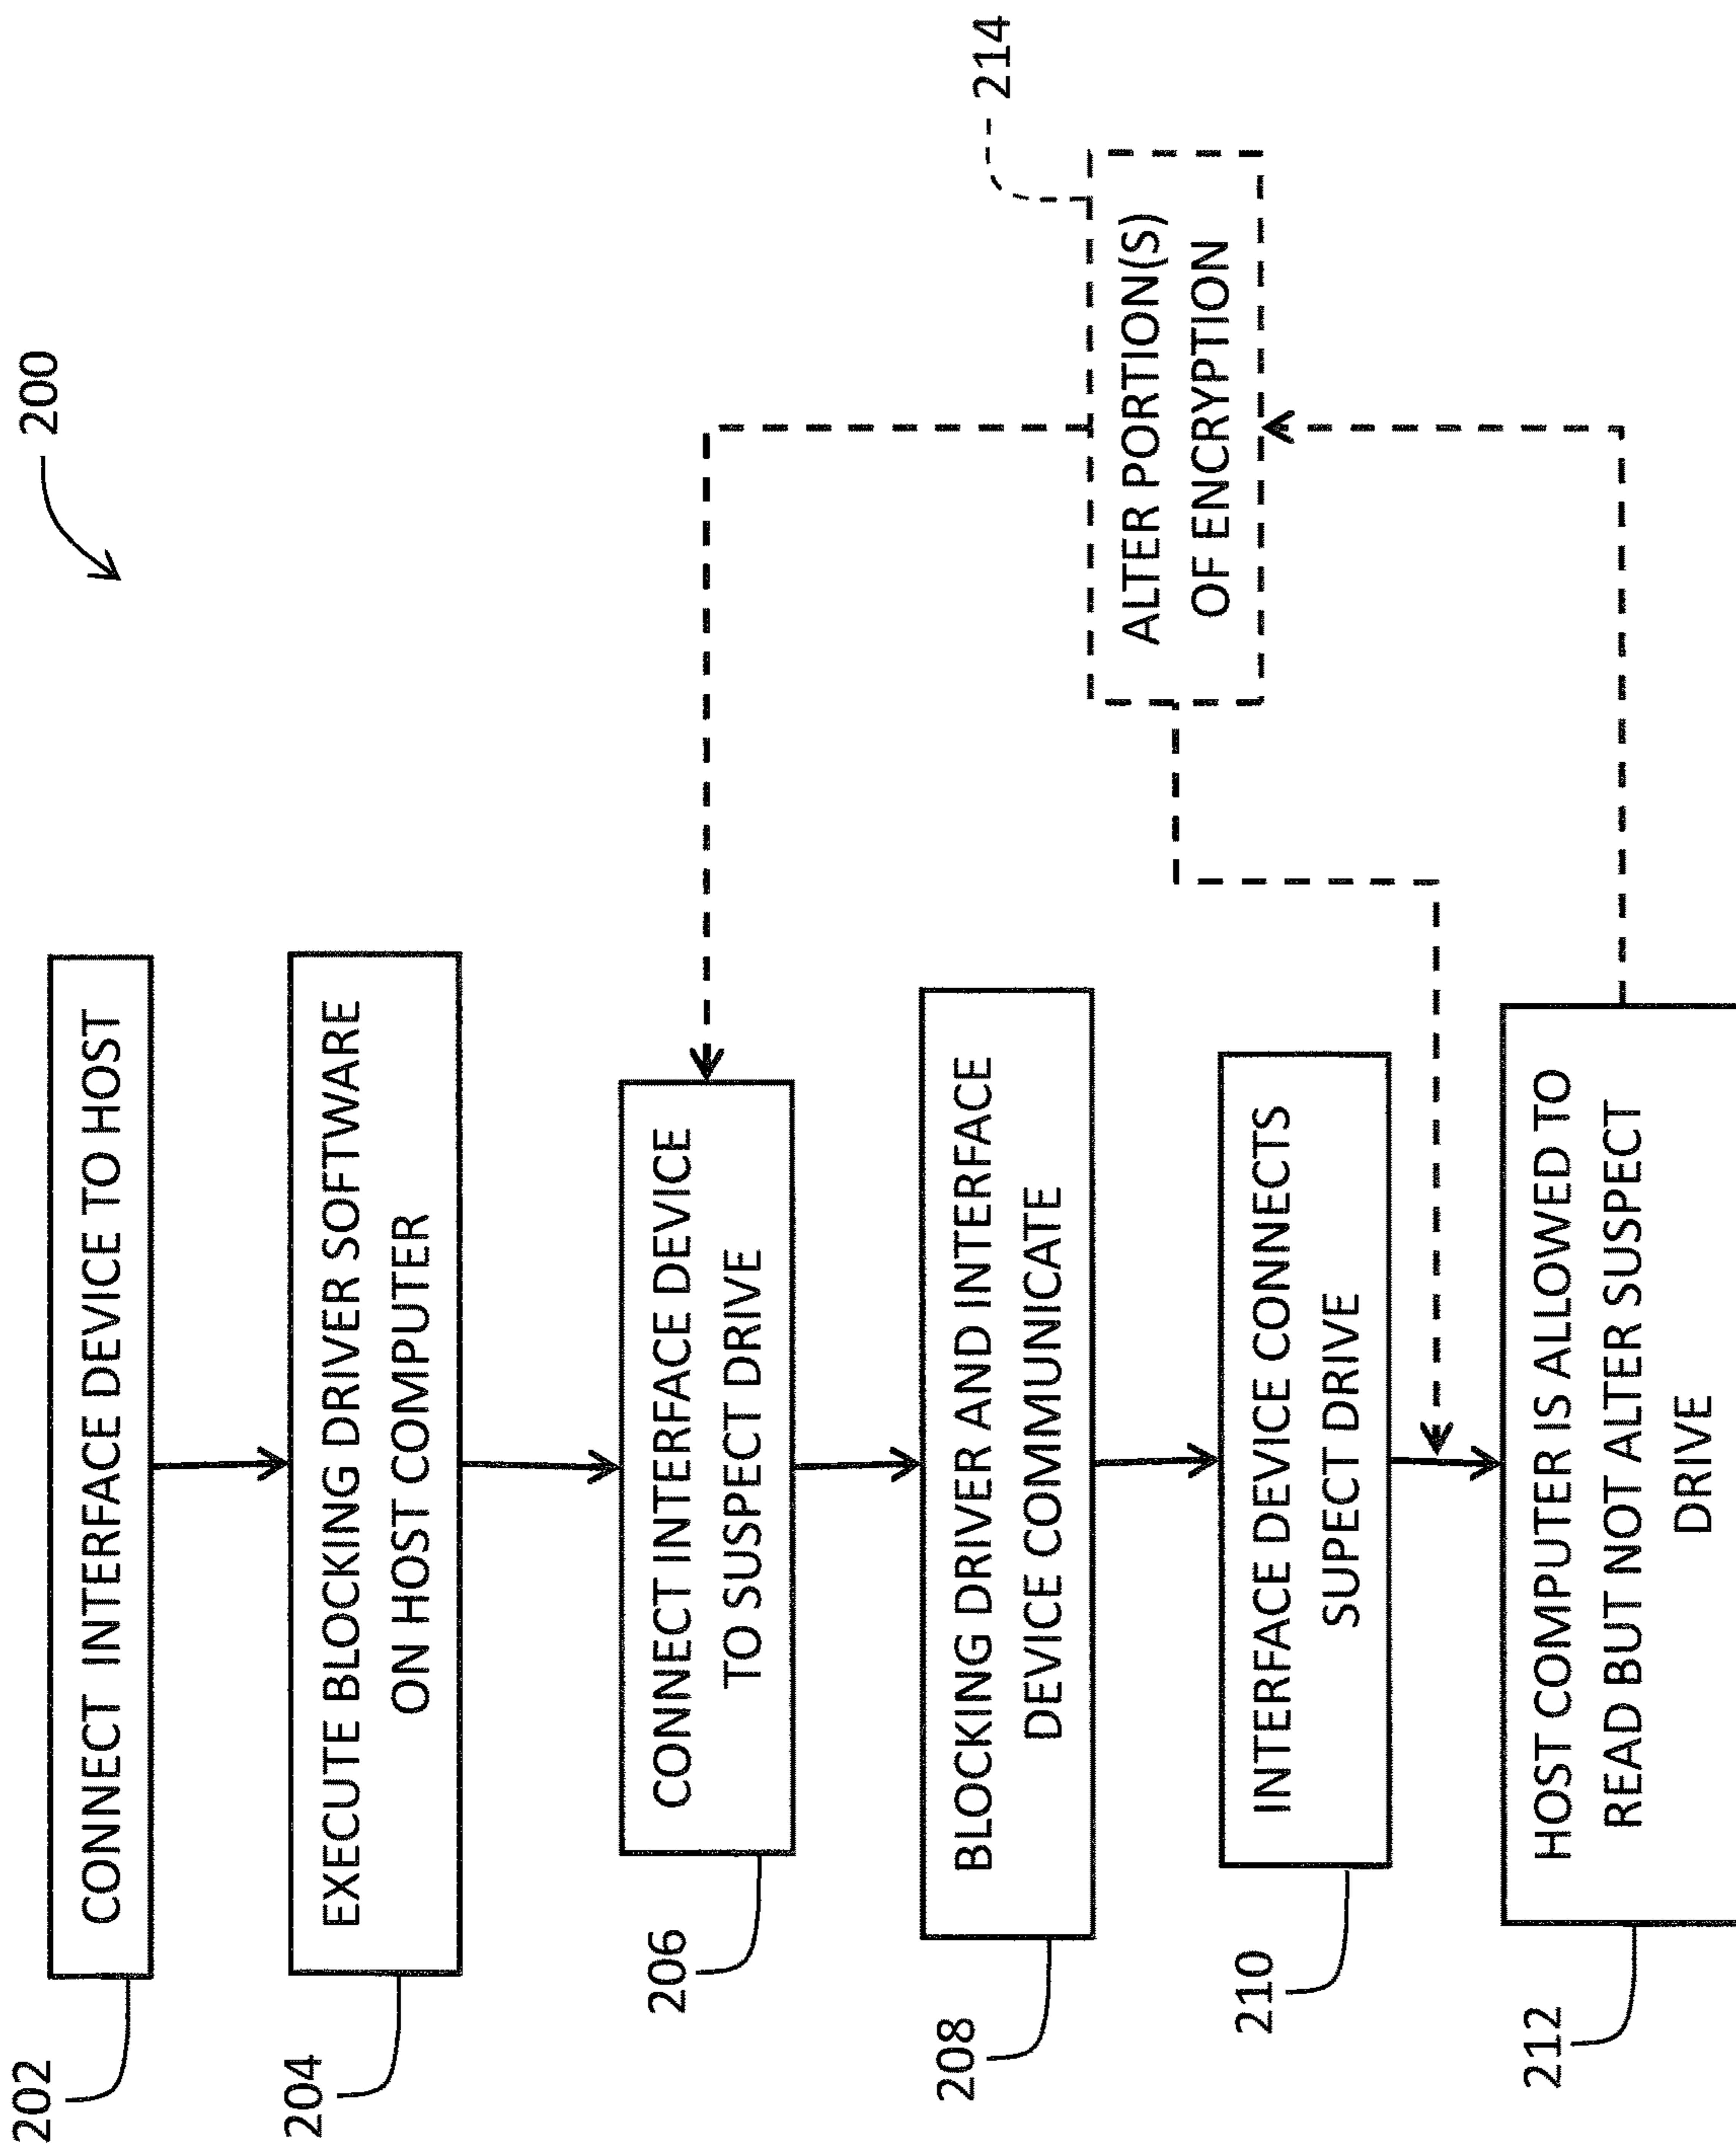 200
202
CONNECT INTERFACE DEVICE TO HOST
204
EXECUTE BLOCKING DRIVER SOFTWARE
ON HOST COMPUTER
206
CONNECT INTERFACE DEVICE
TO SUSPECT DRIVE
208
BLOCKING DRIVER AND INTERFACE
DEVICE COMMUNICATE
210
INTERFACE DEVICE CONNECTS
SUSPECT DRIVE
212
HOST COMPUTER IS ALLOWED TO
READ BUT NOT ALTER SUSPECT
DRIVE
214
ALTER PORTION(S)
OF ENCRYPTION